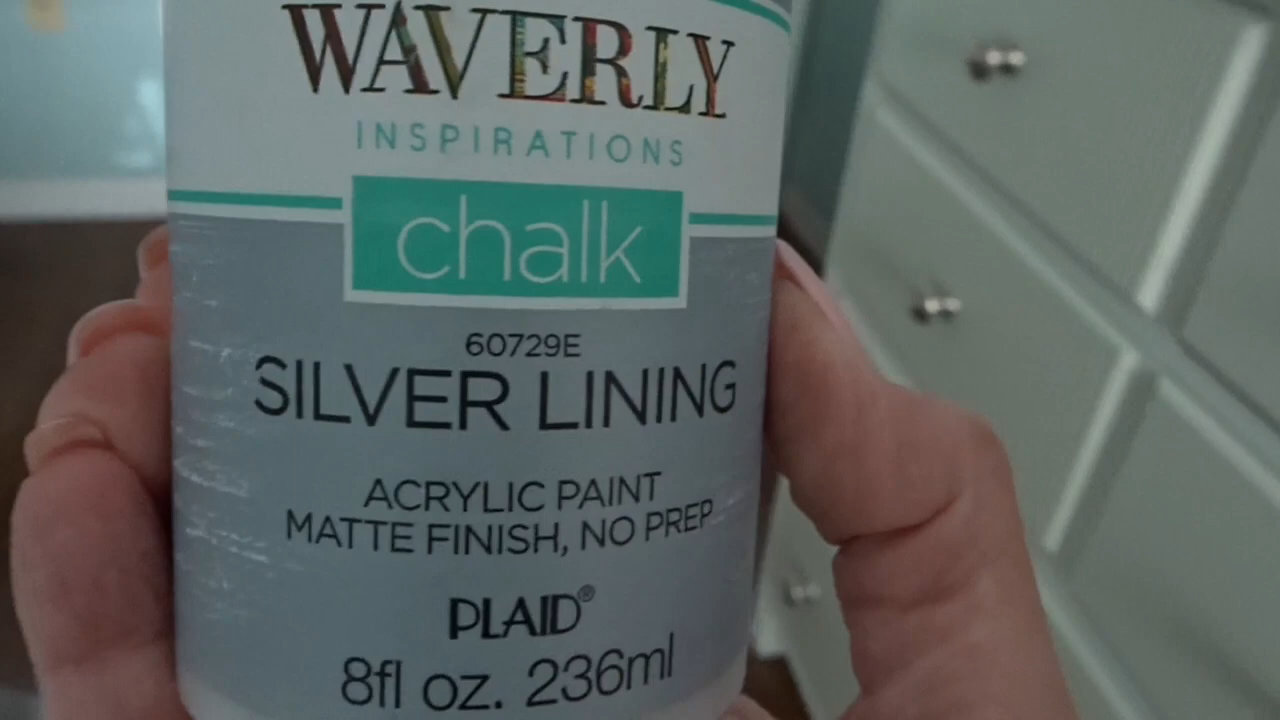 WAVERLY
INSPIRATIONS
chalk
60729E
SILVER LINING
ACRYLIC PAINT
MATTE FINISH, NO PREP
PLAID®
8fl oz. 236ml